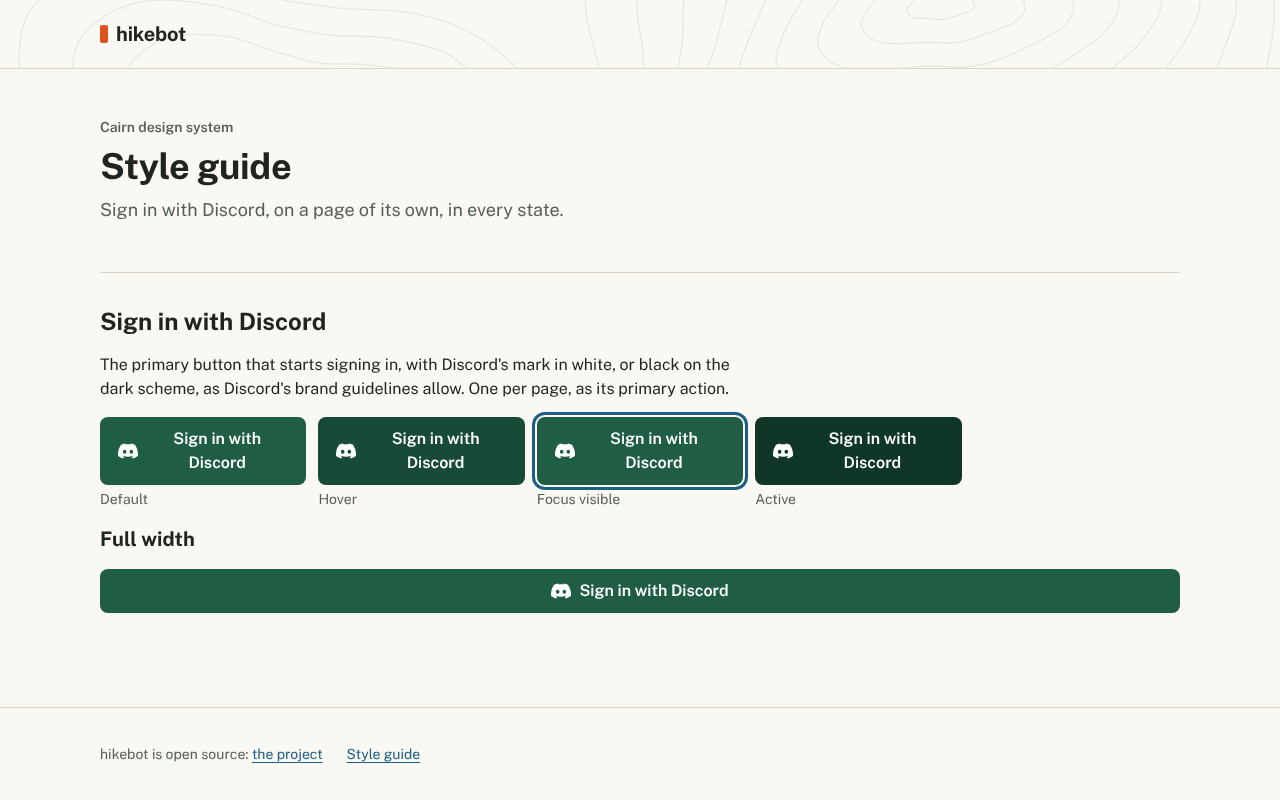 hikebot
Cairn design system
Style guide
Sign in with Discord, on a page of its own, in every state.
Sign in with Discord
The primary button that starts signing in, with Discord's mark in white, or black on the
dark scheme, as Discord's brand guidelines allow. One per page, as its primary action.
Sign in with
Discord
Sign in with
Discord
Sign in with
Discord
Sign in with
Discord
Default
Hover
Focus visible
Active
Full width
Sign in with Discord
hikebot is open source: the project
Style guide